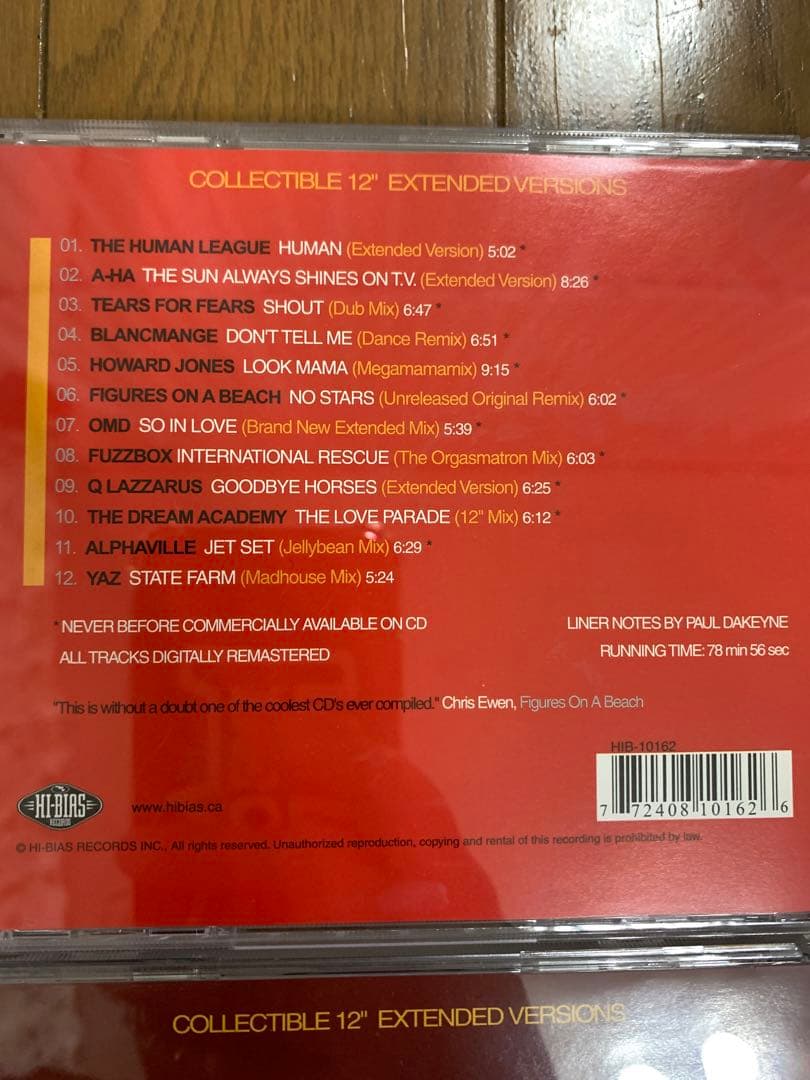 COLLECTIBLE 12" EXTENDED VERSIONS
01. THE HUMAN LEAGUE HUMAN (Extended Version) 5:02 *
02. A-HA THE SUN ALWAYS SHINES ON T.V. (Extended Version) 8:26 *
03. TEARS FOR FEARS SHOUT (Dub Mix) 6:47 *
04. BLANCMANGE DON'T TELL ME (Dance Remix) 6:51 *
05. HOWARD JONES LOOK MAMA (Megamamamix) 9:15 *
06. FIGURES ON A BEACH NO STARS (Unreleased Original Remix) 6:02 *
07. OMD SO IN LOVE (Brand New Extended Mix) 5:39 *
08. FUZZBOX INTERNATIONAL RESCUE (The Orgasmatron Mix) 6:03 *
09. Q LAZZARUS GOODBYE HORSES (Extended Version) 6:25 *
10. THE DREAM ACADEMY THE LOVE PARADE (12" Mix) 6:12 *
11. ALPHAVILLE JET SET (Jellybean Mix) 6:29 *
12. YAZ STATE FARM (Madhouse Mix) 5:24
* NEVER BEFORE COMMERCIALLY AVAILABLE ON CD
LINER NOTES BY PAUL DAKEYNE
ALL TRACKS DIGITALLY REMASTERED
RUNNING TIME: 78 min 56 sec
"This is without a doubt one of the coolest CD's ever compiled." Chris Ewen, Figures On A Beach
HIB-10162
7 72408 10162 6
HI-BIAS
RECORDS
www.hibias.ca
© HI-BIAS RECORDS INC., All rights reserved. Unauthorized reproduction, copying and rental of this recording is prohibited by law.
COLLECTIBLE 12" EXTENDED VERSIONS